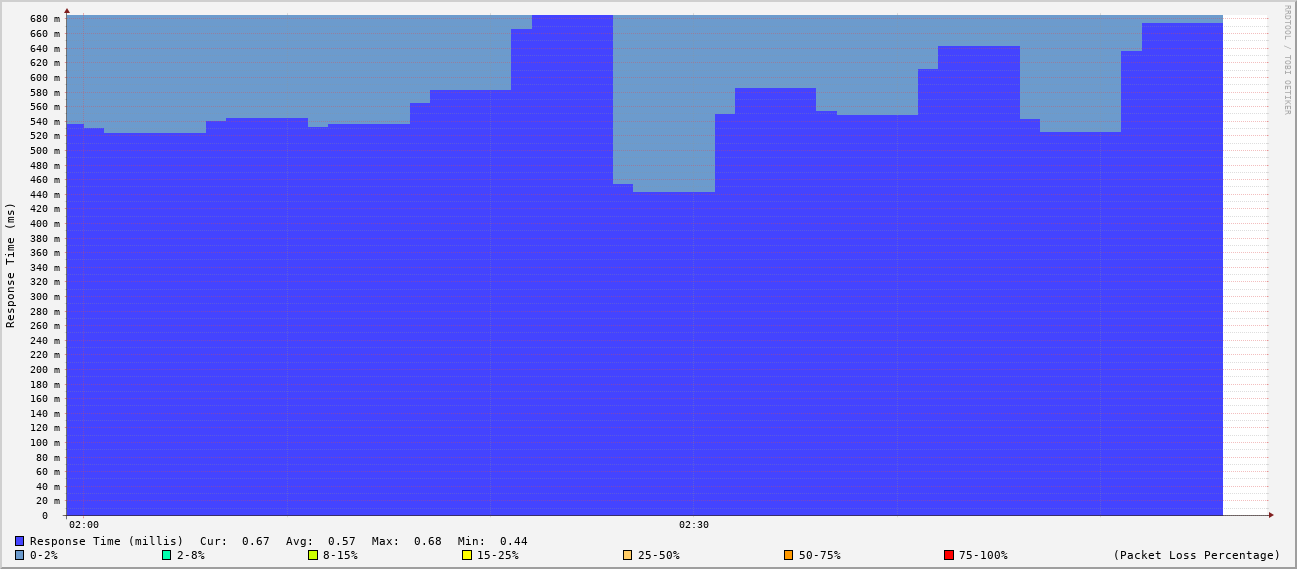 RRDTOOL / TOBI OETIKER
Response Time (ms)
680 m
660 m
640 m
620 m
600 m
580 m
560 m
540 m
520 m
500 m
480 m
460 m
440 m
420 m
400 m
380 m
360 m
340 m
320 m
300 m
280 m
260 m
240 m
220 m
200 m
180 m
160 m
140 m
120 m
100 m
80 m
60 m
40 m
20 m
0
02:00 02:30
Response Time (millis) Cur: 0.67 Avg: 0.57 Max: 0.68 Min: 0.44
0-2% 2-8% 8-15% 15-25% 25-50% 50-75% 75-100% (Packet Loss Percentage)